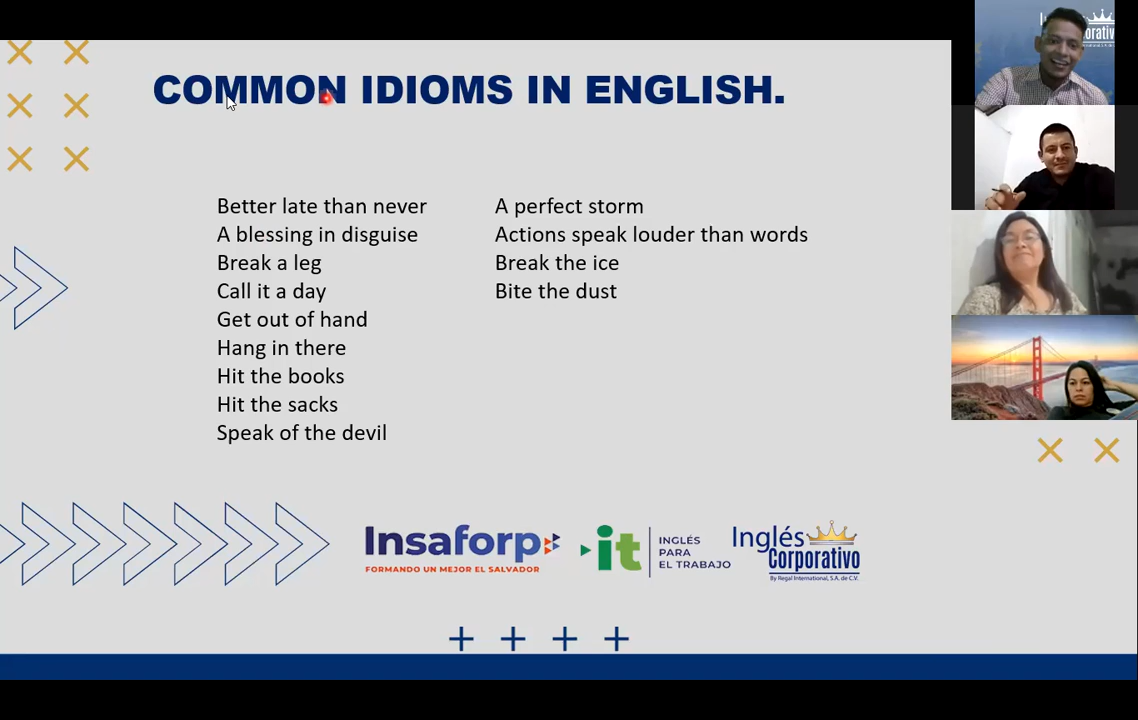 COMMON IDIOMS IN ENGLISH.
Better late than never
A blessing in disguise
Break a leg
Call it a day
Get out of hand
Hang in there
Hit the books
Hit the sacks
Speak of the devil
A perfect storm
Actions speak louder than words
Break the ice
Bite the dust
Insaforp
FORMANDO UN MEJOR EL SALVADOR
it
INGLÉS
PARA
EL TRABAJO
Inglés
Corporativo
By Regal International, S.A. de C.V.